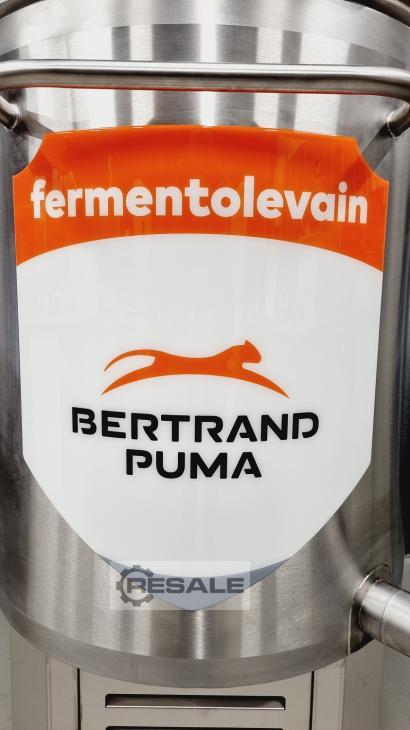 fermentolevain
BERTRAND
PUMA
RESALE